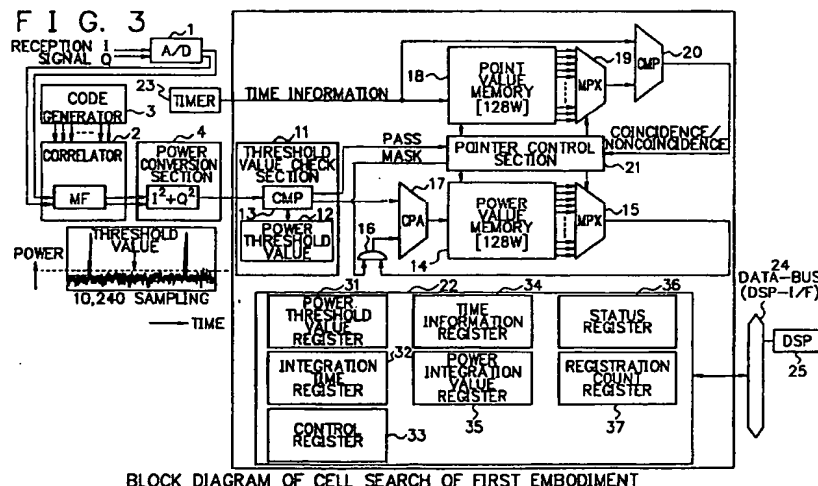 FIG. 3
1
RECEPTION I
SIGNAL Q
A/D
23
TIMER
TIME INFORMATION
CODE
GENERATOR
3
2
CORRELATOR
MF
4
POWER
CONVERSION
SECTION
I²+Q²
11
THRESHOLD
VALUE CHECK
SECTION
CMP
13
12
POWER THRESHOLD
VALUE
PASS
MASK
18
POINT
VALUE
MEMORY
[128W]
19
MPX
20
CMP
COINCIDENCE/
NONCOINCIDENCE
POINTER CONTROL
SECTION
21
17
CPA
16
POWER
VALUE
MEMORY
[128W]
14
MPX
15
POWER
THRESHOLD
VALUE
10,240 SAMPLING
TIME
31
22
34
36
POWER
THRESHOLD
VALUE
REGISTER
TIME
INFORMATION
REGISTER
STATUS
REGISTER
INTEGRATION
TIME
REGISTER
32
POWER
INTEGRATION
VALUE
REGISTER
35
REGISTRATION
COUNT
REGISTER
37
CONTROL
REGISTER
33
24
DATA-BUS
(DSP-I/F)
DSP
25
BLOCK DIAGRAM OF CELL SEARCH OF FIRST EMBODIMENT